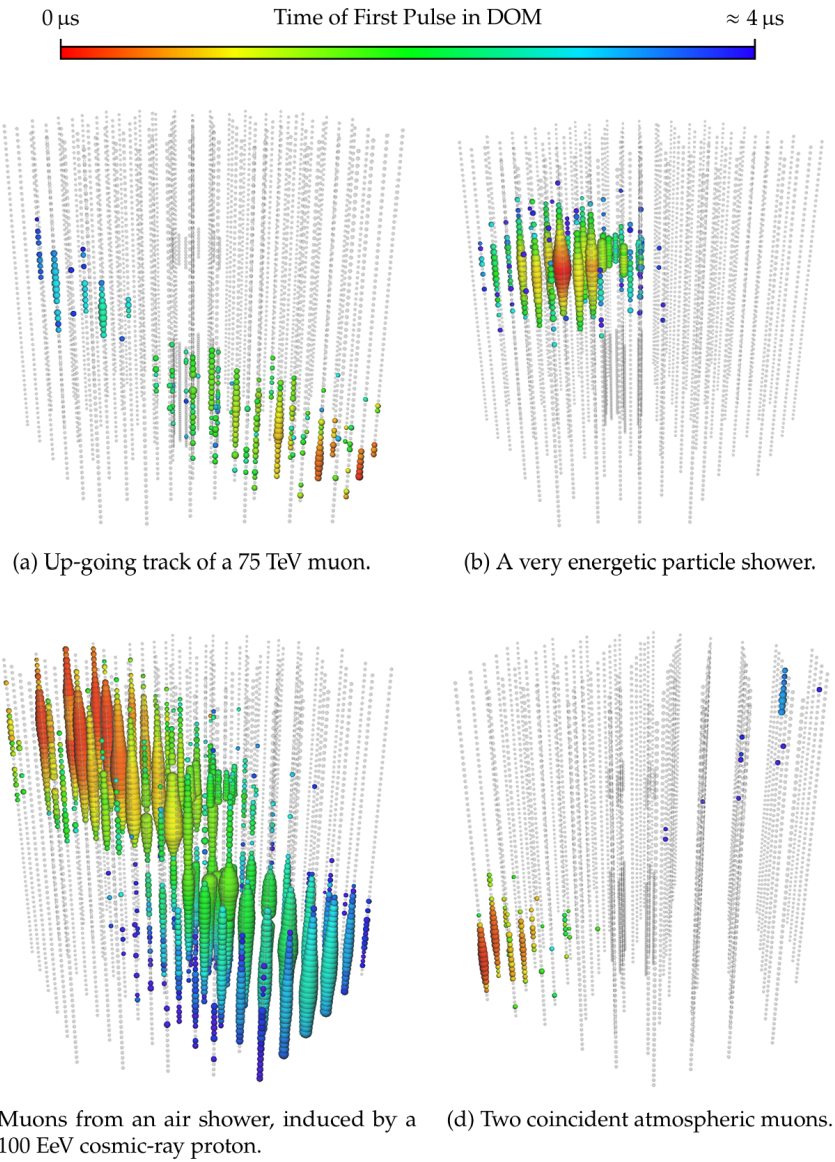 0 μs Time of First Pulse in DOM ≈ 4 μs
(a) Up-going track of a 75 TeV muon.
(b) A very energetic particle shower.
Muons from an air shower, induced by a
100 EeV cosmic-ray proton.
(d) Two coincident atmospheric muons.